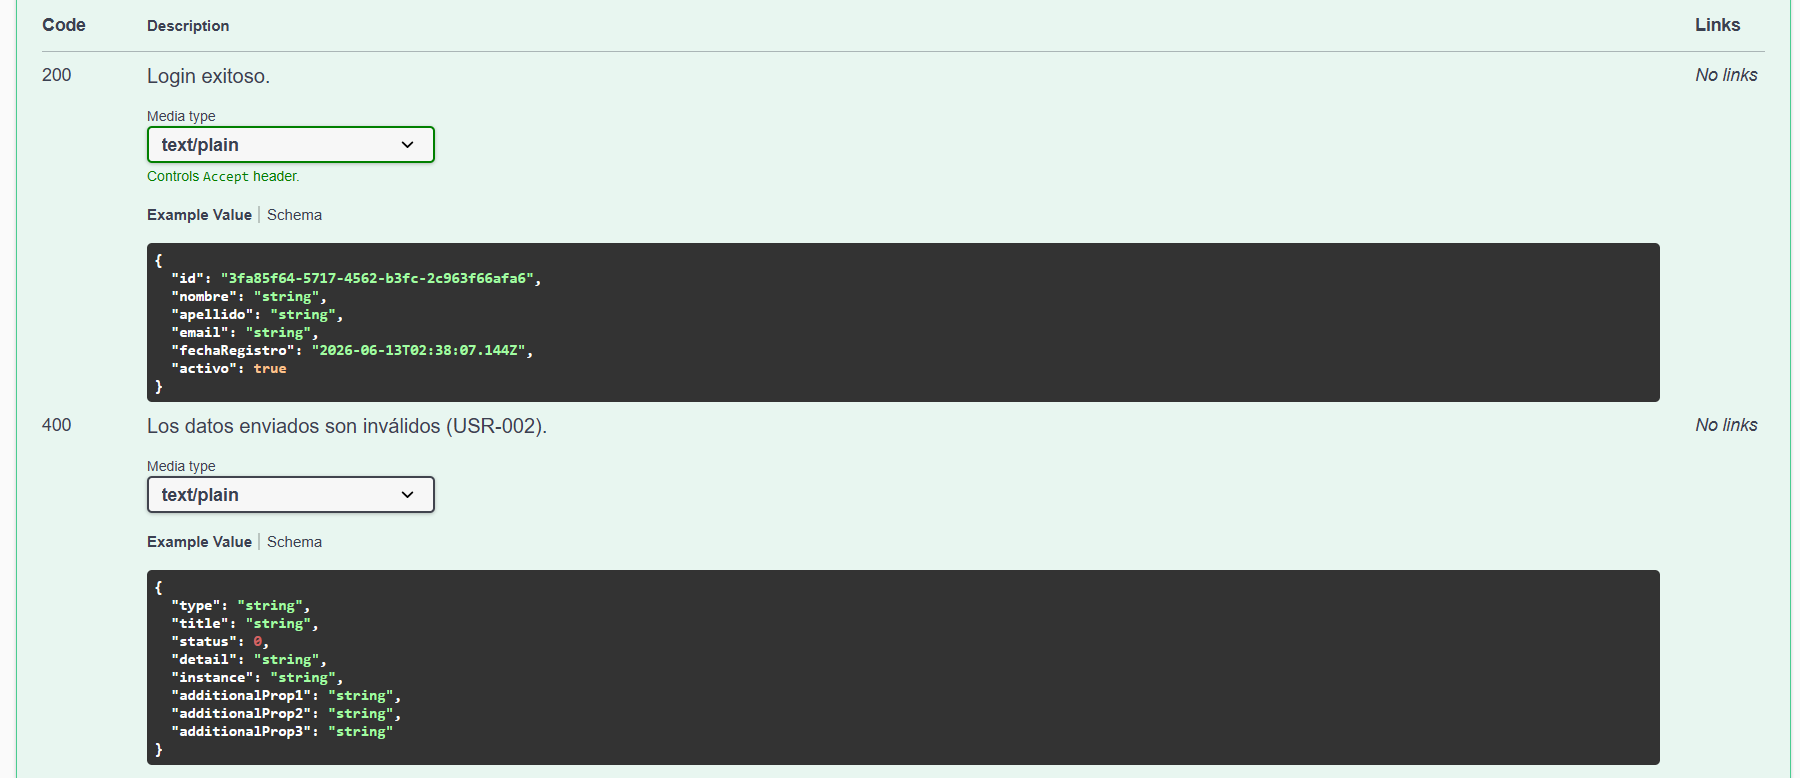 Code Description Links
200 Login exitoso. No links
Media type
text/plain
Controls Accept header.
Example Value Schema
{
  "id": "3fa85f64-5717-4562-b3fc-2c963f66afa6",
  "nombre": "string",
  "apellido": "string",
  "email": "string",
  "fechaRegistro": "2026-06-13T02:38:07.144Z",
  "activo": true
}
400 Los datos enviados son inválidos (USR-002). No links
Media type
text/plain
Example Value Schema
{
  "type": "string",
  "title": "string",
  "status": 0,
  "detail": "string",
  "instance": "string",
  "additionalProp1": "string",
  "additionalProp2": "string",
  "additionalProp3": "string"
}